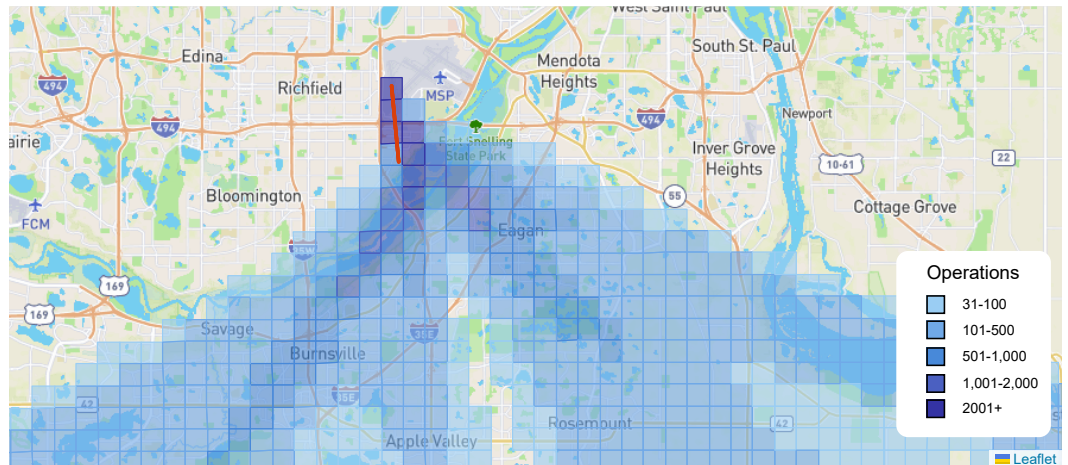 West Saint Paul
Edina
South St. Paul
Mendota
Heights
494
Richfield
MSP
Newport
494
494
Fort Snelling
State Park
airie
Inver Grove
Heights
10-61
22
Bloomington
55
Cottage Grove
FCM
Eagan
35W
Operations
169
31-100
169
101-500
Savage
35E
501-1,000
Burnsville
1,001-2,000
35E
2001+
42
Rosemount
42
Apple Valley
Leaflet